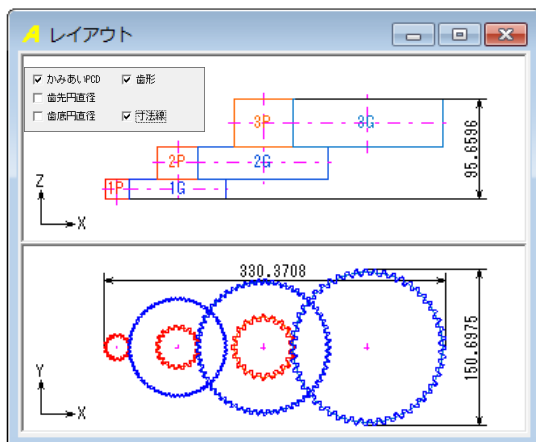 レイアウト
かみあいPCD
歯形
歯先円直径
歯底円直径
寸法線
3P
3G
2P
2G
1P
1G
95.6596
Z
X
330.3708
150.6975
Y
X